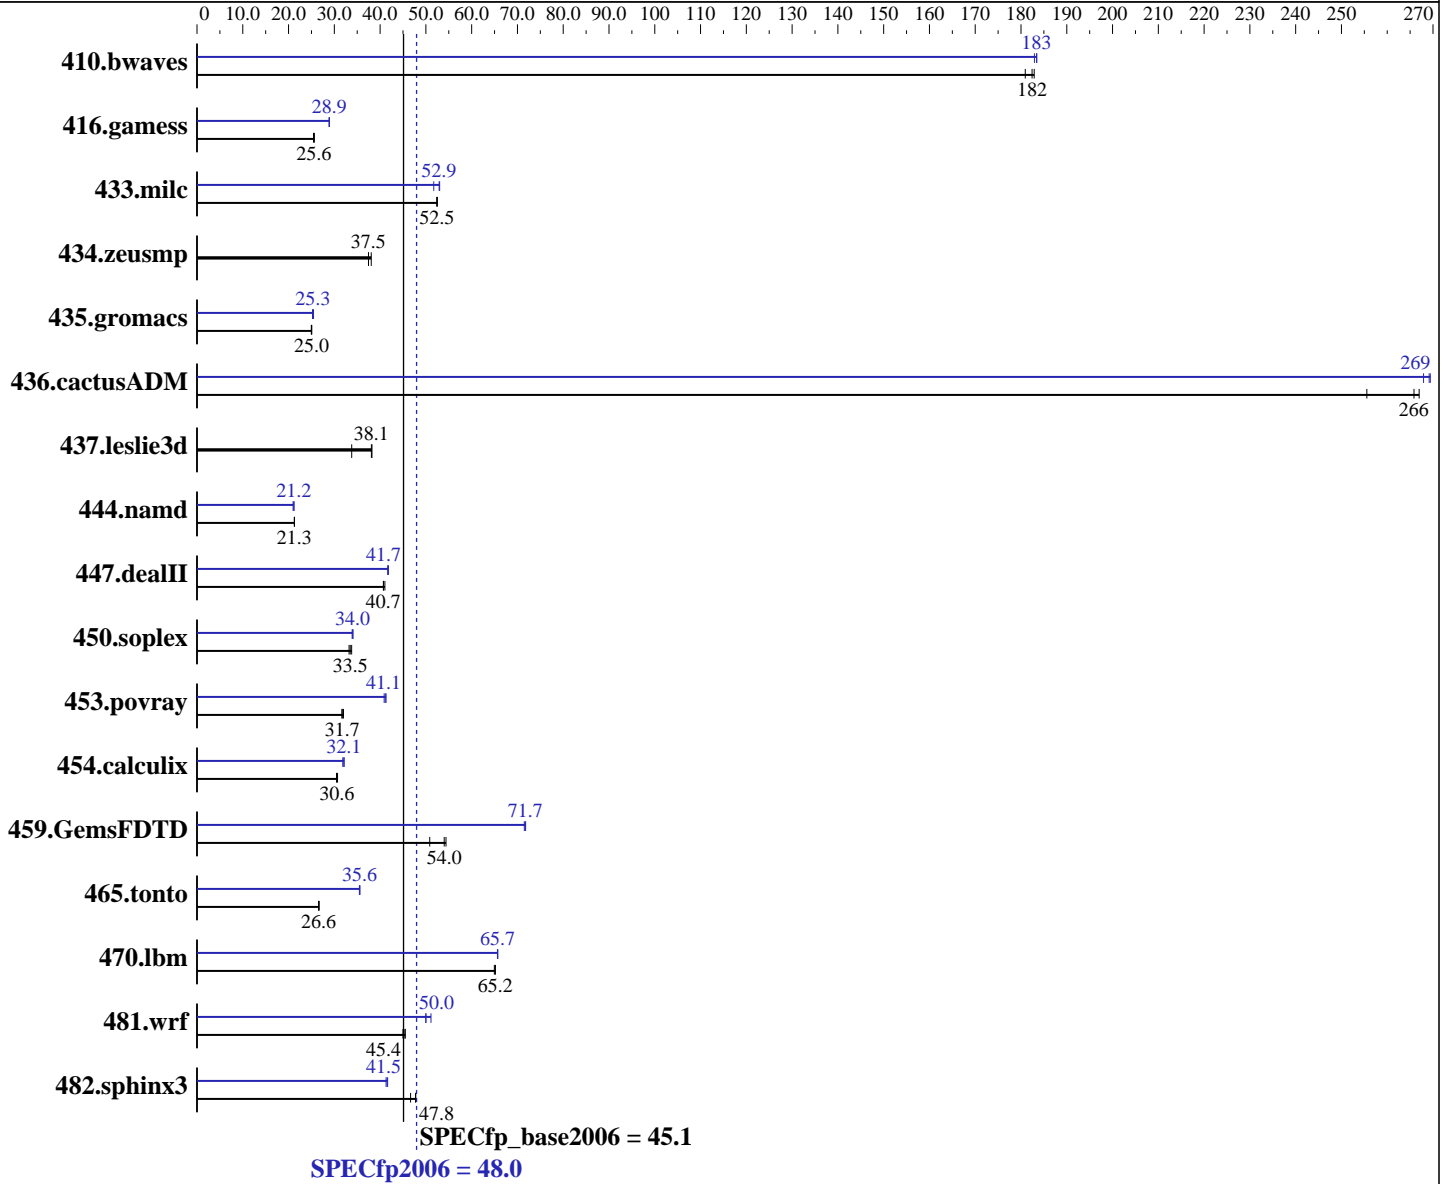 0 10.0 20.0 30.0 40.0 50.0 60.0 70.0 80.0 90.0 100 110 120 130 140 150 160 170 180 190 200 210 220 230 240 250 270
410.bwaves
183
182
416.gamess
28.9
25.6
433.milc
52.9
52.5
434.zeusmp
37.5
435.gromacs
25.3
25.0
436.cactusADM
269
266
437.leslie3d
38.1
444.namd
21.2
21.3
447.dealII
41.7
40.7
450.soplex
34.0
33.5
453.povray
41.1
31.7
454.calculix
32.1
30.6
459.GemsFDTD
71.7
54.0
465.tonto
35.6
26.6
470.lbm
65.7
65.2
481.wrf
50.0
45.4
482.sphinx3
41.5
47.8
SPECfp_base2006 = 45.1
SPECfp2006 = 48.0